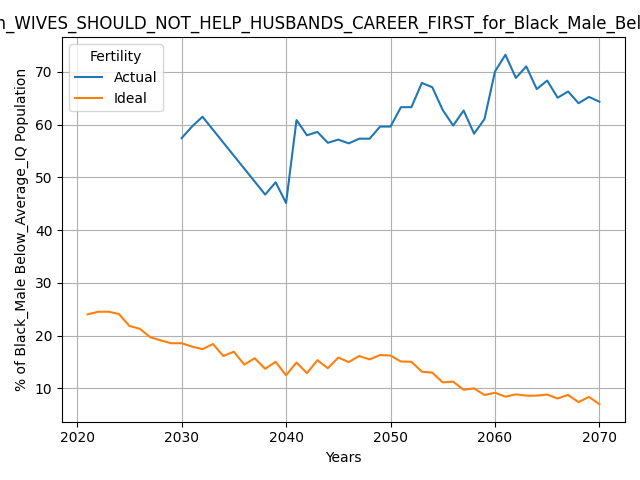 n_WIVES_SHOULD_NOT_HELP_HUSBANDS_CAREER_FIRST_for_Black_Male_Bel
Fertility
Actual
Ideal
% of Black_Male Below_Average_IQ Population
70
60
50
40
30
20
10
2020 2030 2040 2050 2060 2070
Years